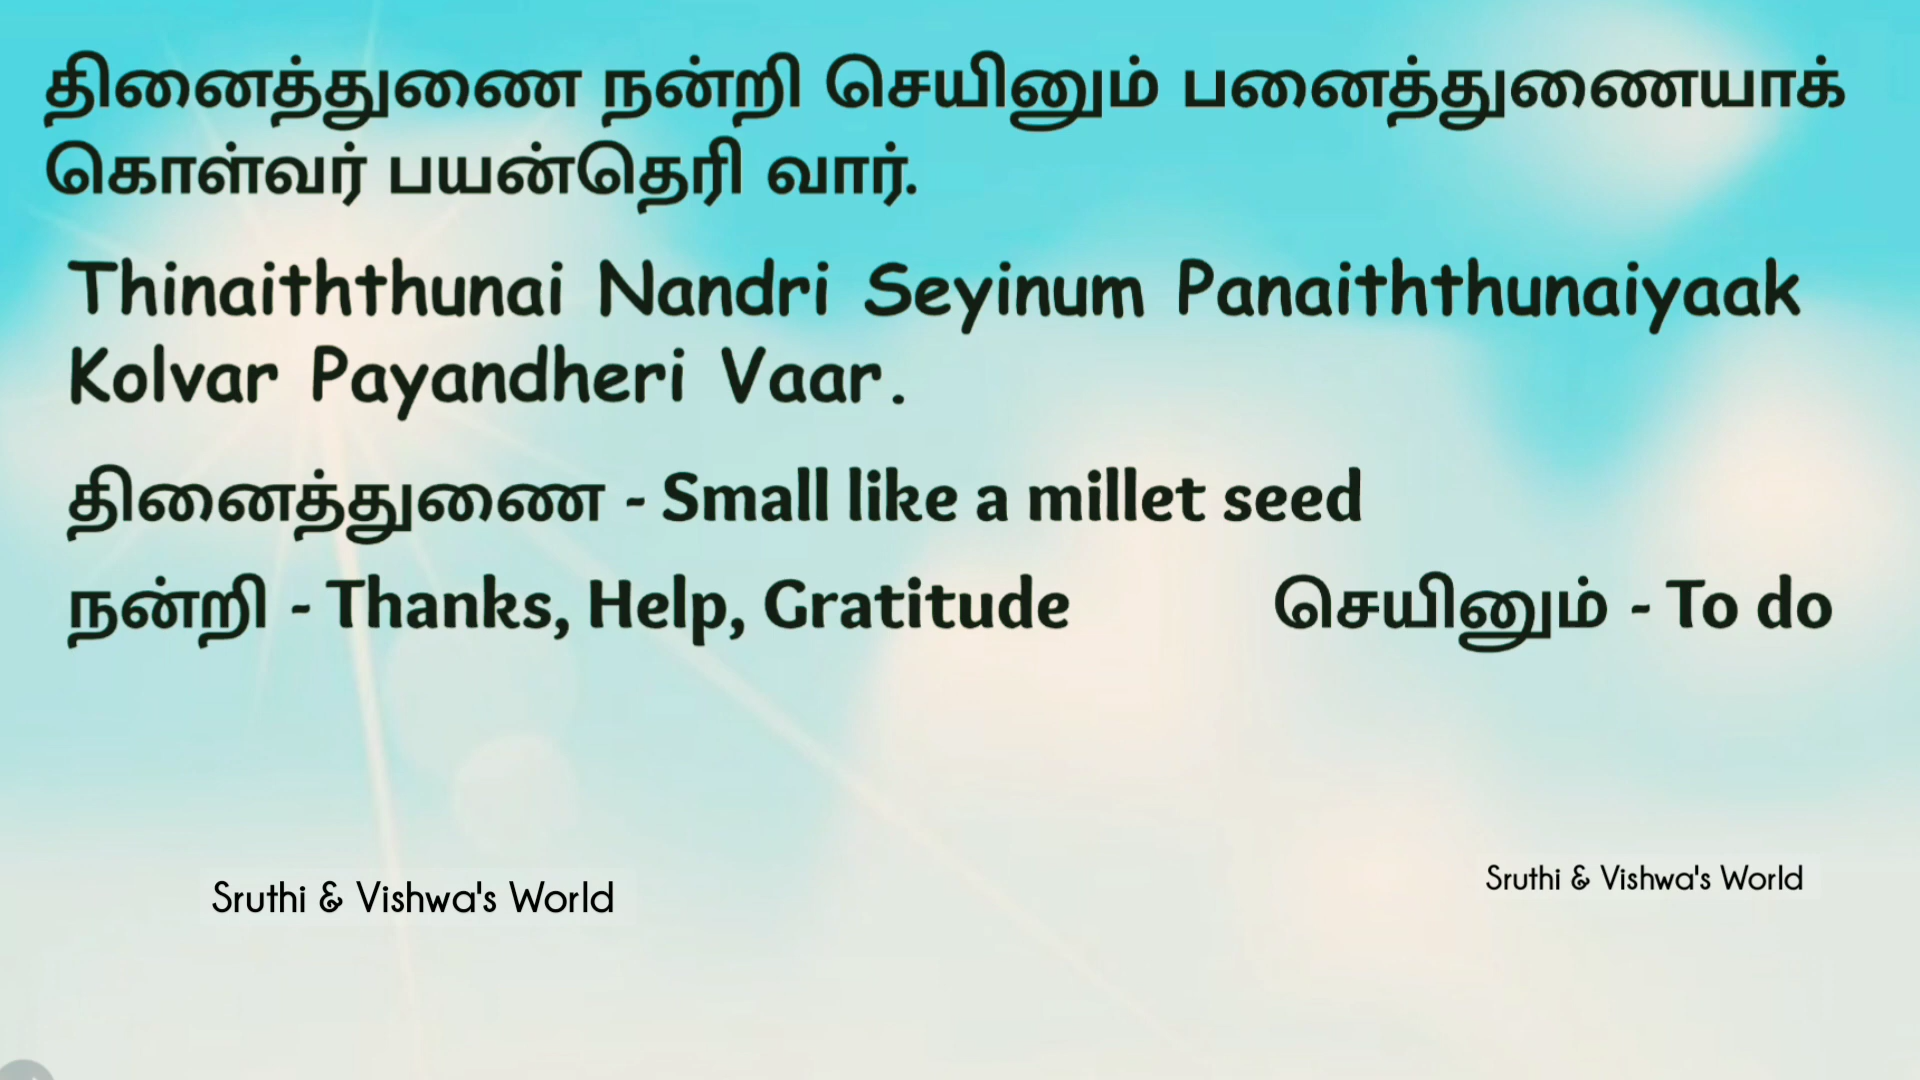 தினைத்துணை நன்றி செயினும் பனைத்துணையாக்
கொள்வர் பயன்தெரி வார்.
Thinaiththunai Nandri Seyinum Panaiththunaiyaak
Kolvar Payandheri Vaar.
தினைத்துணை - Small like a millet seed
நன்றி - Thanks, Help, Gratitude செயினும் - To do
Sruthi & Vishwa's World
Sruthi & Vishwa's World